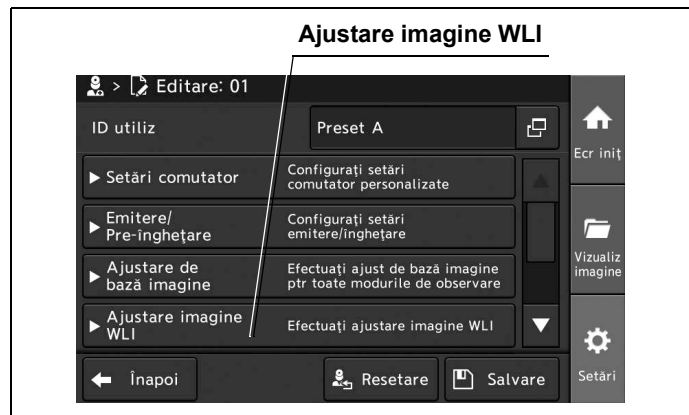 Ajustare imagine WLI
> Editare: 01
ID utiliz
Preset A
Ecr iniț
Setări comutator
Configurați setări
comutator personalizate
Emitere/
Pre-înghețare
Configurați setări
emitere/înghețare
Vizualiz
imagine
Ajustare de
bază imagine
Efectuați ajust de bază imagine
ptr toate modurile de observare
Ajustare imagine
WLI
Efectuați ajustare imagine WLI
Înapoi
Resetare
Salvare
Setări